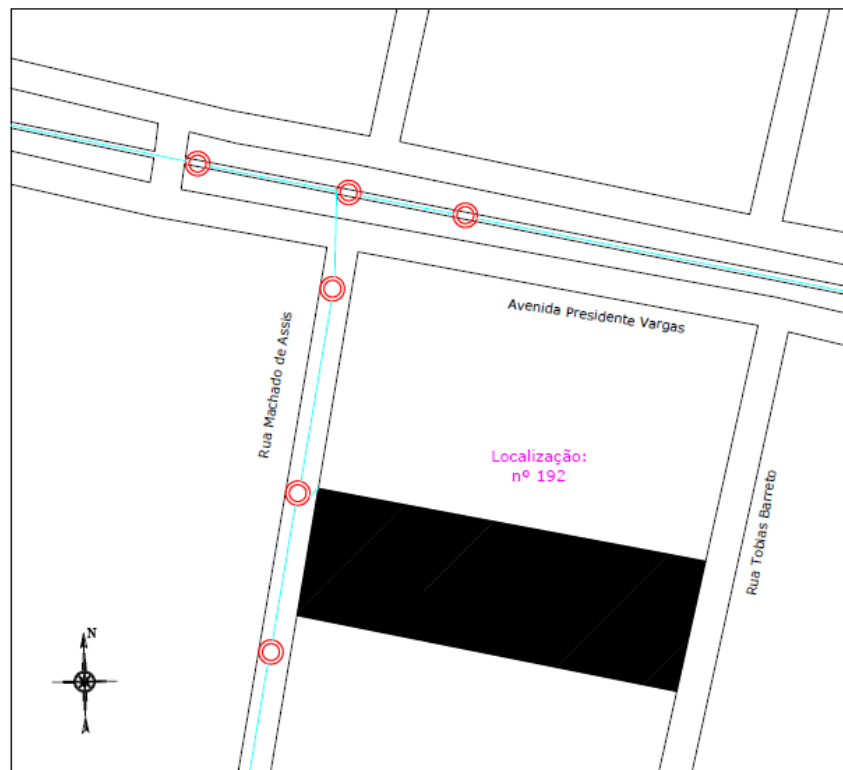 Avenida Presidente Vargas
Rua Machado de Assis
Localização:
nº 192
Rua Tobias Barreto
N